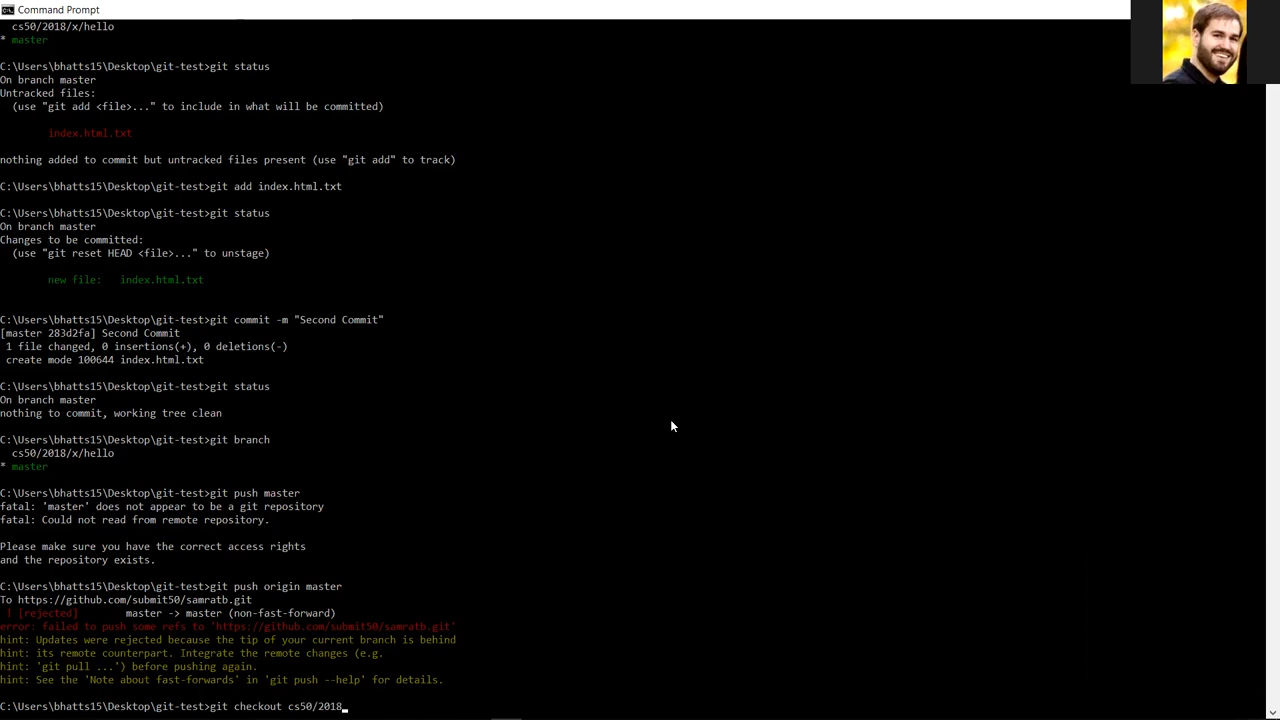 Command Prompt
cs50/2018/x/hello
* master
C:\Users\bhatts15\Desktop\git-test>git status
On branch master
Untracked files:
(use "git add <file>..." to include in what will be committed)
index.html.txt
nothing added to commit but untracked files present (use "git add" to track)
C:\Users\bhatts15\Desktop\git-test>git add index.html.txt
C:\Users\bhatts15\Desktop\git-test>git status
On branch master
Changes to be committed:
(use "git reset HEAD <file>..." to unstage)
new file:   index.html.txt
C:\Users\bhatts15\Desktop\git-test>git commit -m "Second Commit"
[master 283d2fa] Second Commit
1 file changed, 0 insertions(+), 0 deletions(-)
create mode 100644 index.html.txt
C:\Users\bhatts15\Desktop\git-test>git status
On branch master
nothing to commit, working tree clean
C:\Users\bhatts15\Desktop\git-test>git branch
cs50/2018/x/hello
* master
C:\Users\bhatts15\Desktop\git-test>git push master
fatal: 'master' does not appear to be a git repository
fatal: Could not read from remote repository.
Please make sure you have the correct access rights
and the repository exists.
C:\Users\bhatts15\Desktop\git-test>git push origin master
To https://github.com/submit50/samratb.git
! [rejected]        master -> master (non-fast-forward)
error: failed to push some refs to 'https://github.com/submit50/samratb.git'
hint: Updates were rejected because the tip of your current branch is behind
hint: its remote counterpart. Integrate the remote changes (e.g.
hint: 'git pull ...') before pushing again.
hint: See the 'Note about fast-forwards' in 'git push --help' for details.
C:\Users\bhatts15\Desktop\git-test>git checkout cs50/2018